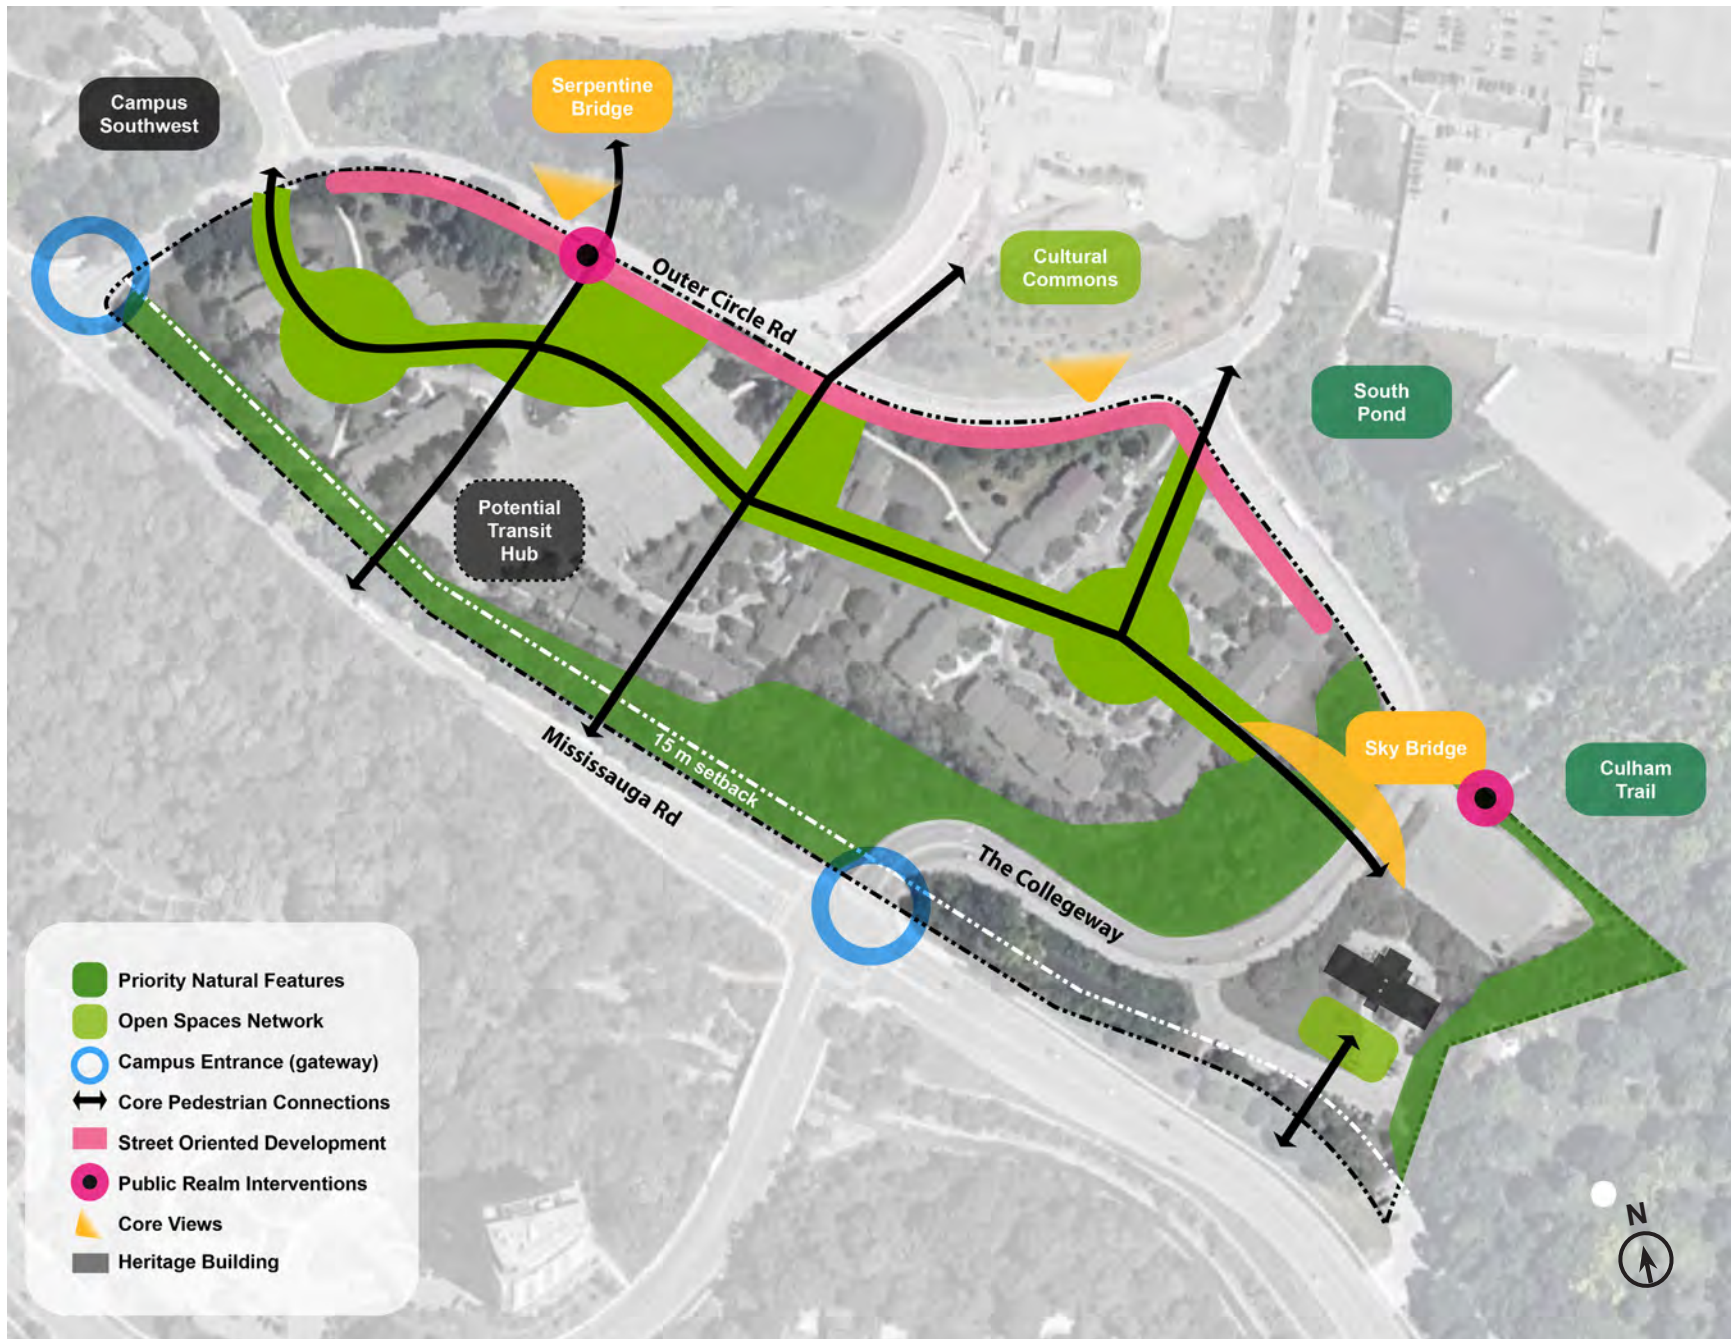 Campus
Southwest
Serpentine
Bridge
Outer Circle Rd
Cultural
Commons
South
Pond
Potential
Transit
Hub
Mississauga Rd
15 m setback
The Collegeway
Sky Bridge
Culham
Trail
Priority Natural Features
Open Spaces Network
Campus Entrance (gateway)
Core Pedestrian Connections
Street Oriented Development
Public Realm Interventions
Core Views
Heritage Building
N